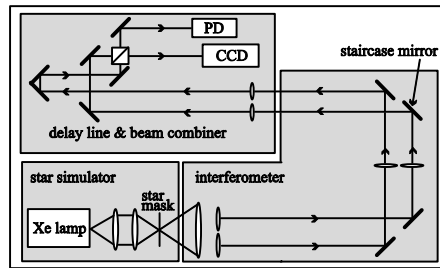 PD
CCD
staircase mirror
delay line & beam combiner
star simulator
interferometer
star
mask
Xe lamp